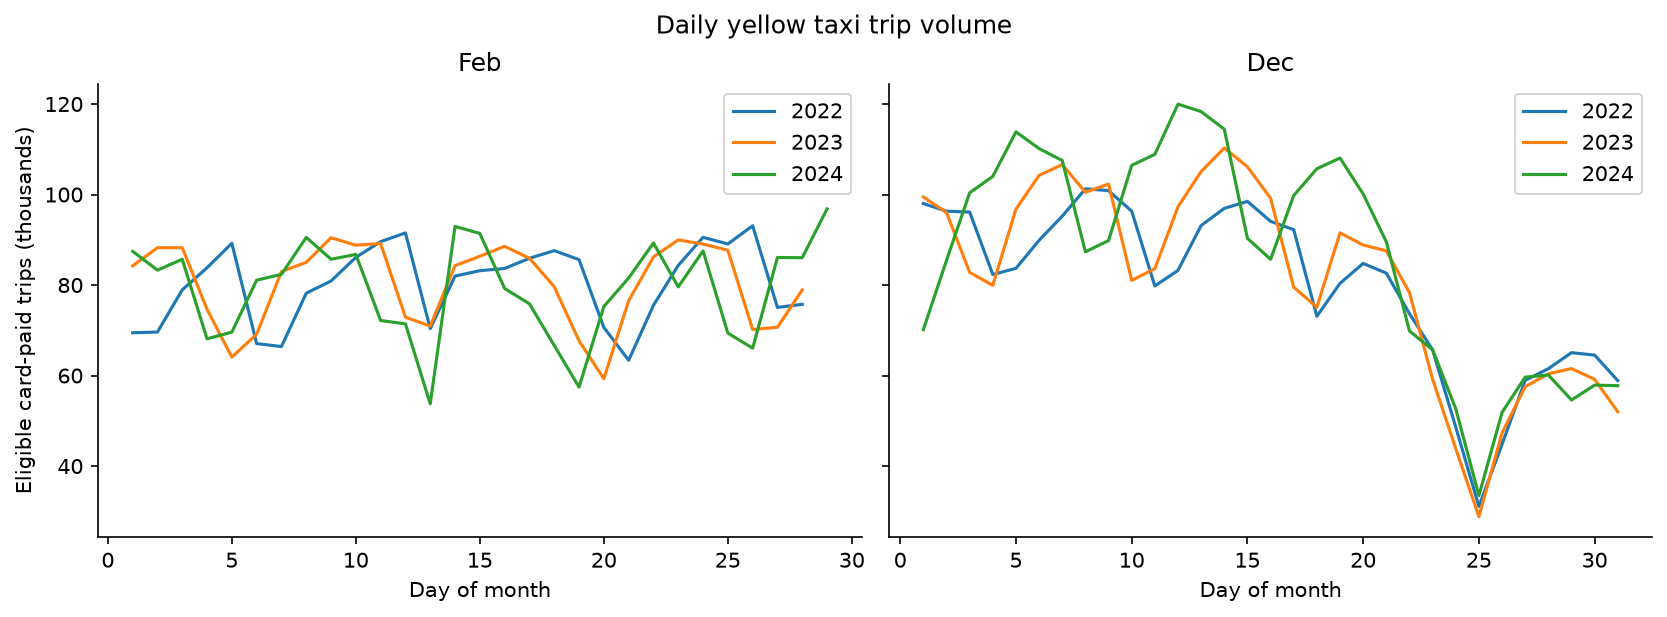 Daily yellow taxi trip volume
Feb
Dec
Eligible card-paid trips (thousands)
120
100
80
60
40
2022
2023
2024
2022
2023
2024
0 5 10 15 20 25 30
0 5 10 15 20 25 30
Day of month
Day of month